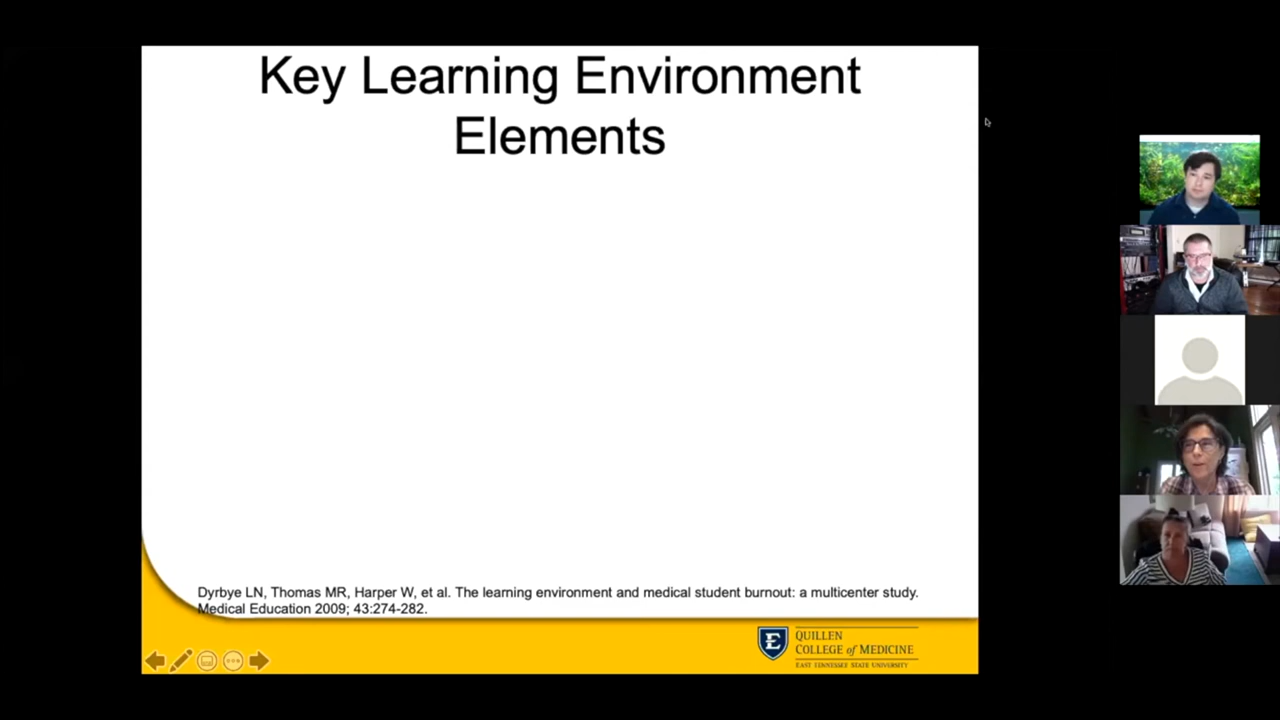 Key Learning Environment
Elements
Dyrbye LN, Thomas MR, Harper W, et al. The learning environment and medical student burnout: a multicenter study.
Medical Education 2009; 43:274-282.
E
QUILLEN
COLLEGE of MEDICINE
EAST TENNESSEE STATE UNIVERSITY